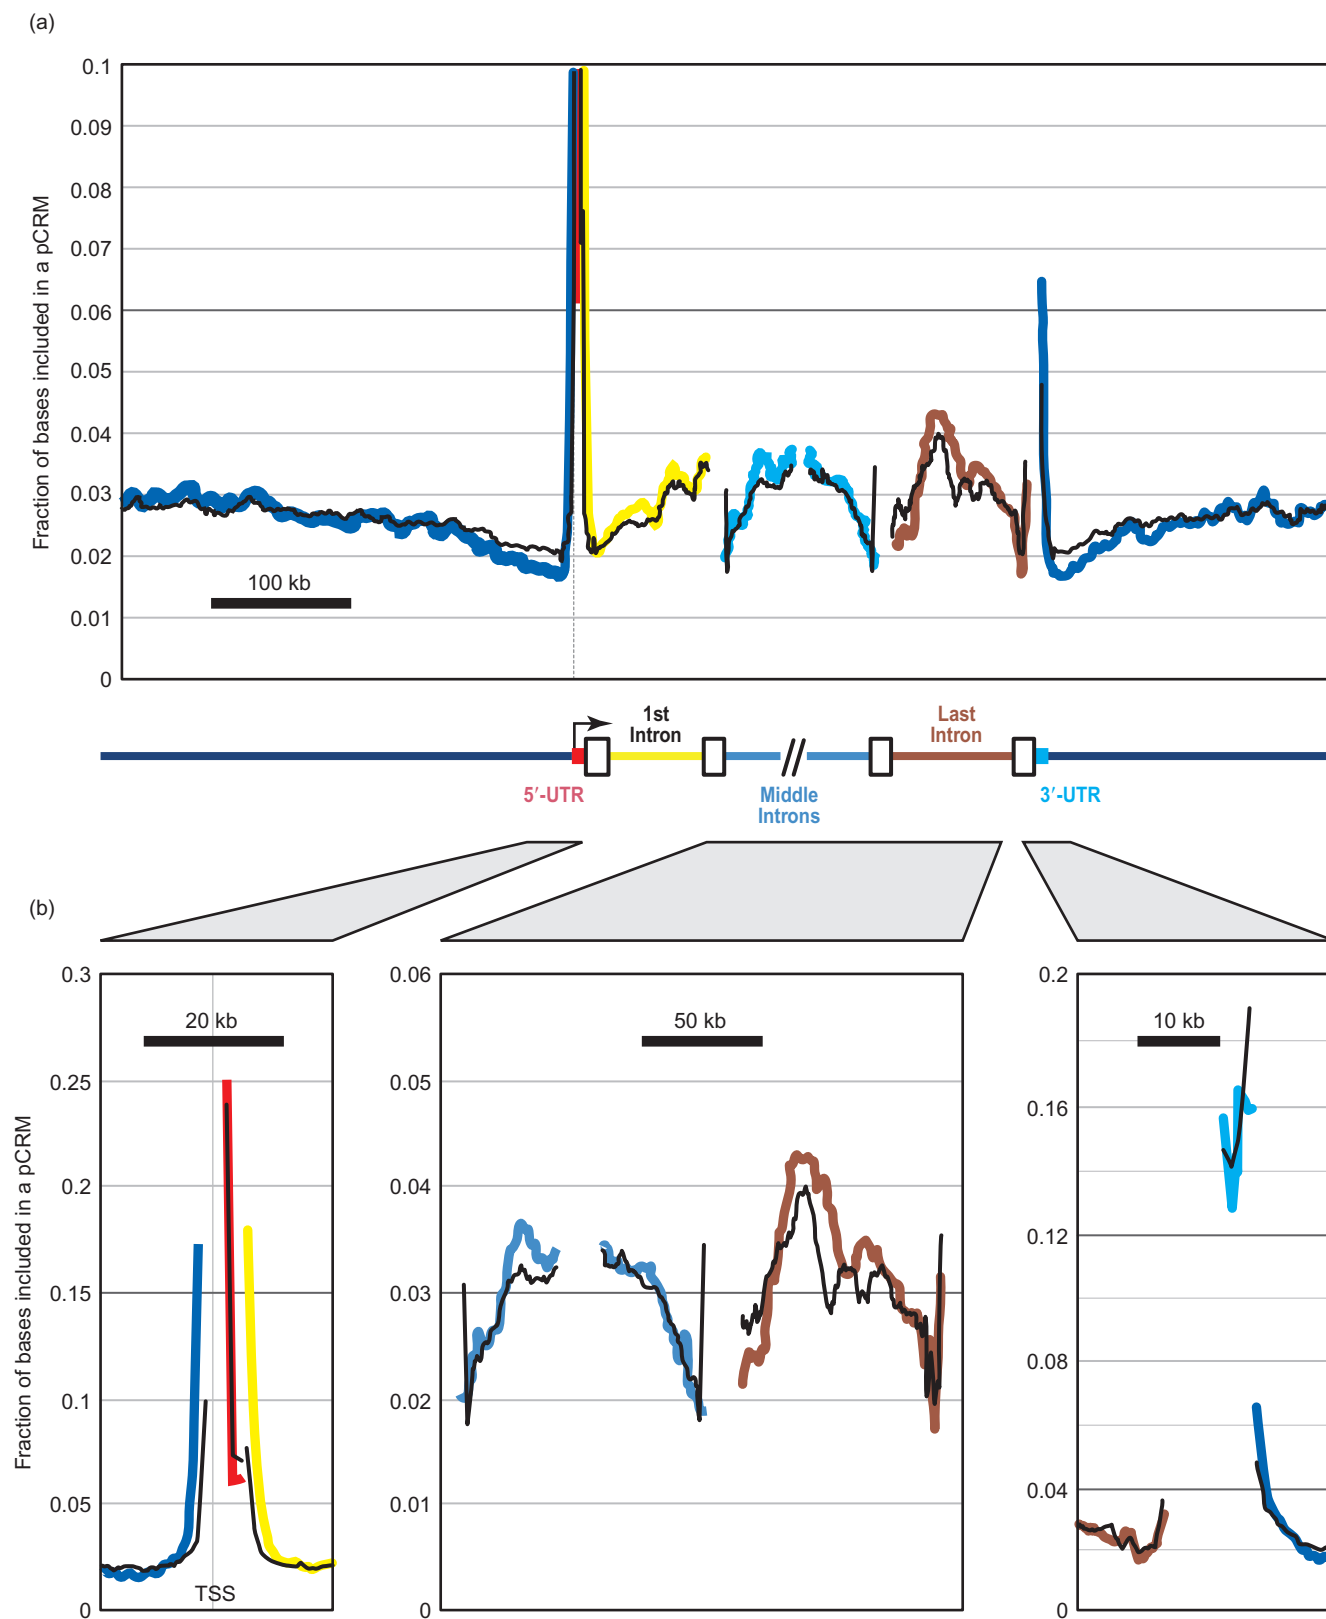 (a)
Fraction of bases included in a pCRM
0.1
0.09
0.08
0.07
0.06
0.05
0.04
0.03
0.02
0.01
0
100 kb
1st
Intron
Last
Intron
5′-UTR
Middle
Introns
3′-UTR
(b)
Fraction of bases included in a pCRM
0.3
0.25
0.2
0.15
0.1
0.05
0
20 kb
TSS
0.06
0.05
0.04
0.03
0.02
0.01
0
50 kb
0.2
0.16
0.12
0.08
0.04
0
10 kb